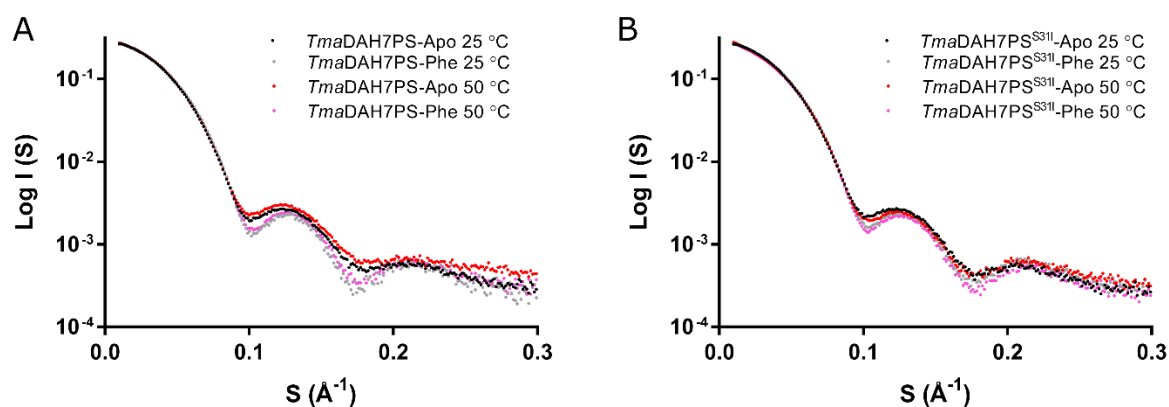 A
TmaDAH7PS-Apo 25 °C
TmaDAH7PS-Phe 25 °C
TmaDAH7PS-Apo 50 °C
TmaDAH7PS-Phe 50 °C
10⁻¹
10⁻²
10⁻³
10⁻⁴
Log I (S)
0.0 0.1 0.2 0.3
S (Å⁻¹)
B
TmaDAH7PSˢ³¹ᴵ-Apo 25 °C
TmaDAH7PSˢ³¹ᴵ-Phe 25 °C
TmaDAH7PSˢ³¹ᴵ-Apo 50 °C
TmaDAH7PSˢ³¹ᴵ-Phe 50 °C
10⁻¹
10⁻²
10⁻³
10⁻⁴
Log I (S)
0.0 0.1 0.2 0.3
S (Å⁻¹)